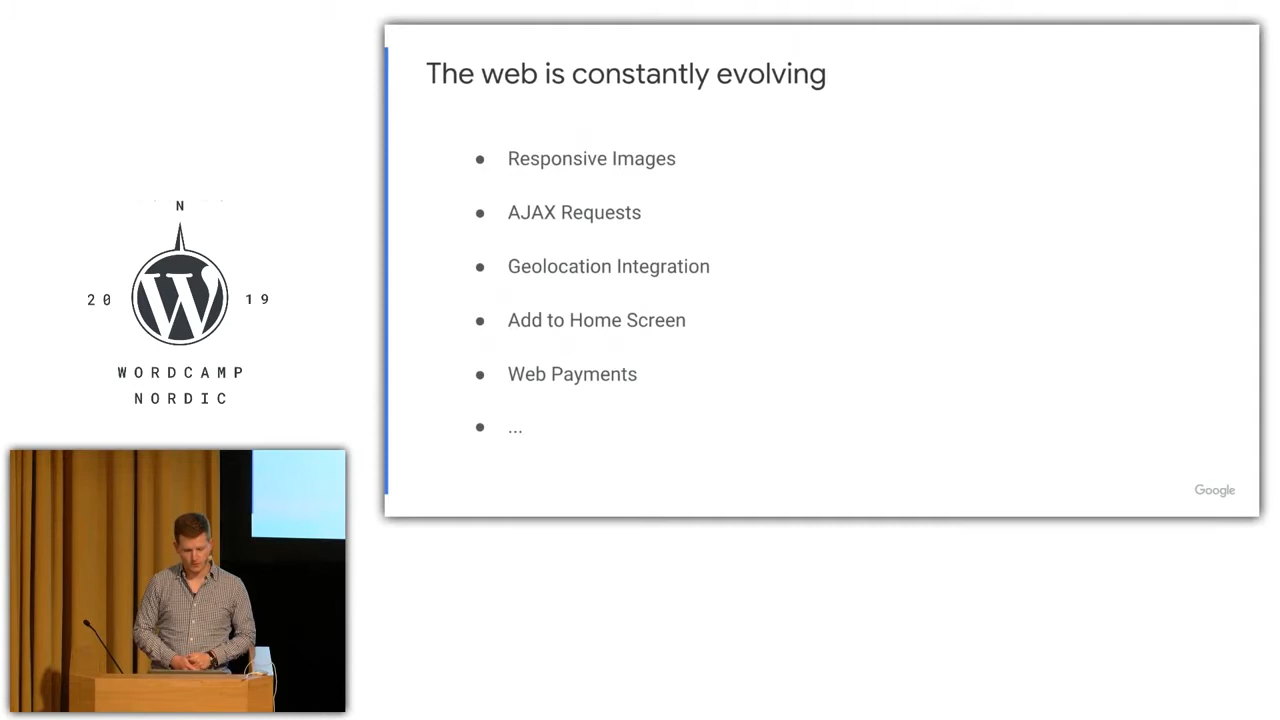 The web is constantly evolving
● Responsive Images
● AJAX Requests
● Geolocation Integration
● Add to Home Screen
● Web Payments
● ...
Google
N
20 19
WORDCAMP
NORDIC